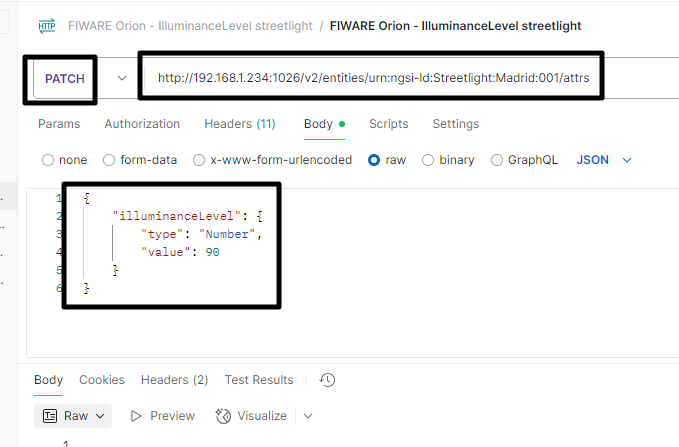 HTTP FIWARE Orion - IlluminanceLevel streetlight / FIWARE Orion - IlluminanceLevel streetlight
PATCH http://192.168.1.234:1026/v2/entities/urn:ngsi-ld:Streetlight:Madrid:001/attrs
Params Authorization Headers (11) Body Scripts Settings
none form-data x-www-form-urlencoded raw binary GraphQL JSON
1 {
2 "illuminanceLevel": {
3 "type": "Number",
4 "value": 90
5 }
6 }
Body Cookies Headers (2) Test Results
Raw Preview Visualize
1